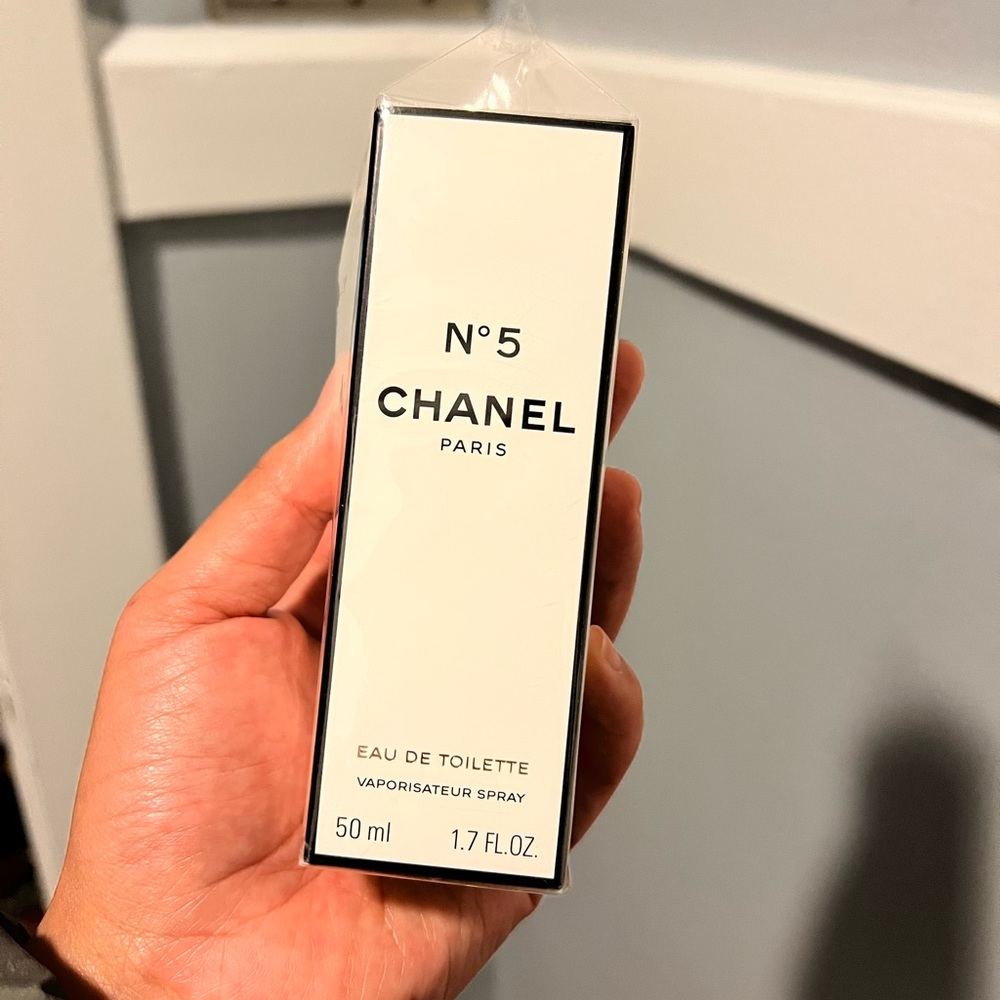 N°5
CHANEL
PARIS
EAU DE TOILETTE
VAPORISATEUR SPRAY
50 ml 1.7 FL.OZ.